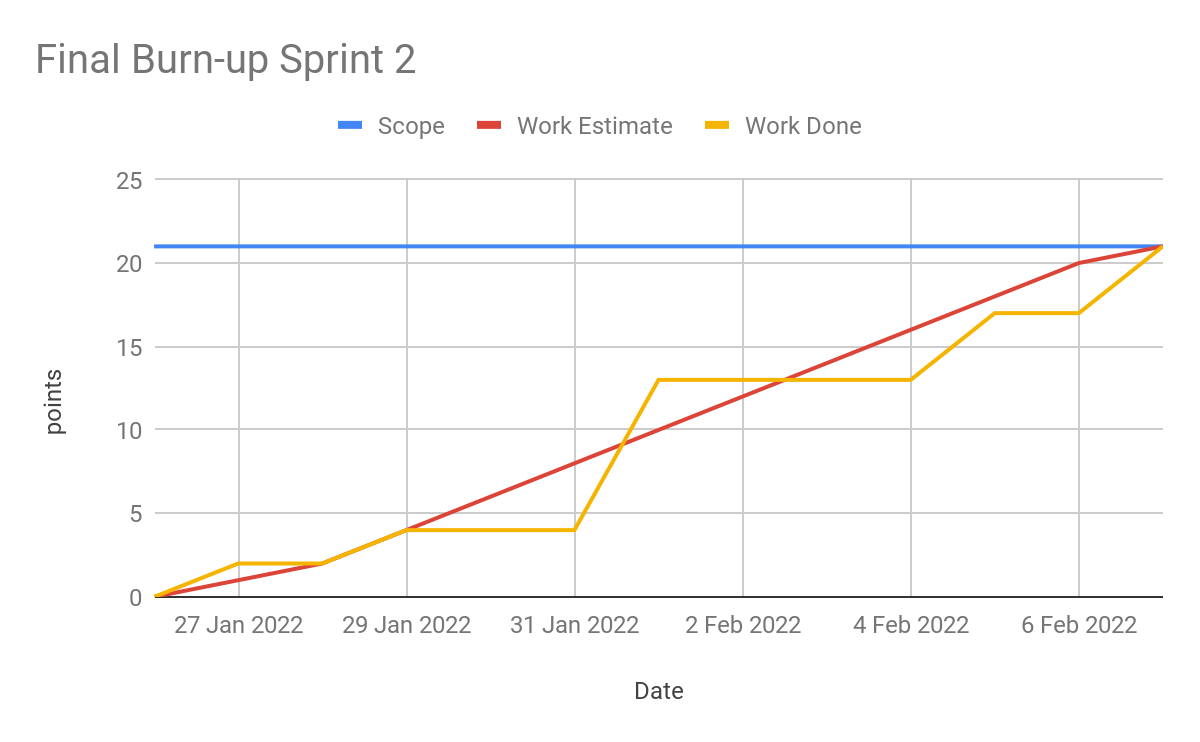 Final Burn-up Sprint 2
Scope Work Estimate Work Done
25
20
15
10
5
0
points
27 Jan 2022 29 Jan 2022 31 Jan 2022 2 Feb 2022 4 Feb 2022 6 Feb 2022
Date